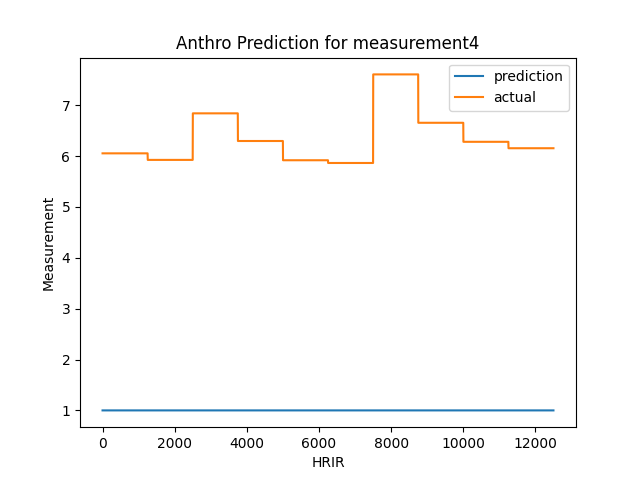 Anthro Prediction for measurement4
prediction
actual
7
6
5
4
3
2
1
Measurement
0
2000
4000
6000
8000
10000
12000
HRIR